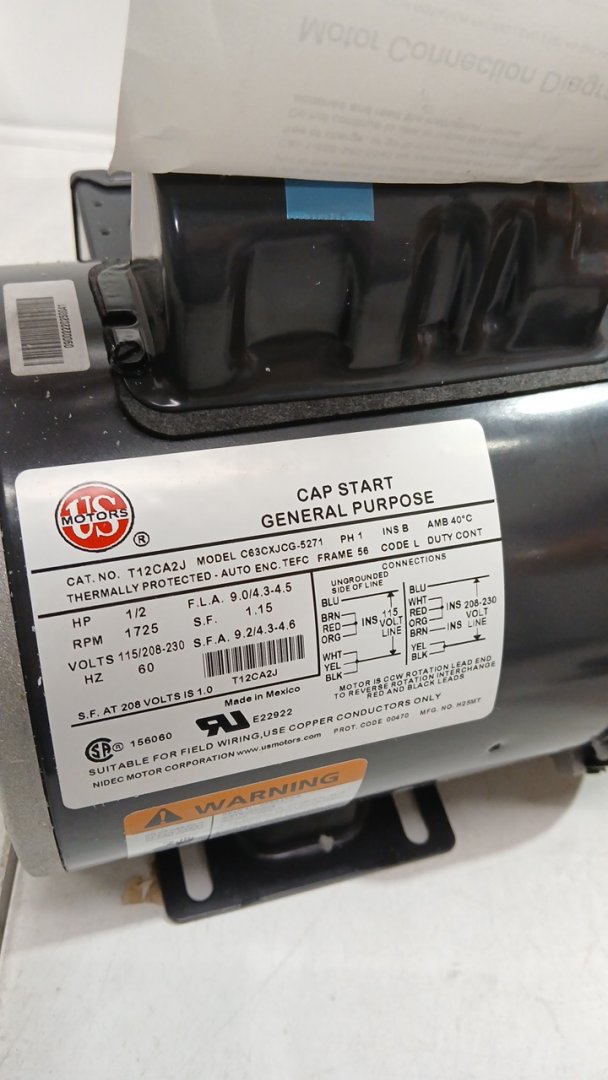 Motor Connection Diagr
US
MOTORS
®
CAP START
GENERAL PURPOSE
CAT. NO. T12CA2J MODEL C63CXJCG-5271 PH 1 INS B AMB 40°C
THERMALLY PROTECTED - AUTO ENC. TEFC FRAME 56 CODE L DUTY CONT
HP 1/2 F.L.A. 9.0/4.3-4.5
RPM 1725 S.F. 1.15
VOLTS 115/208-230 S.F.A. 9.2/4.3-4.6
HZ 60
T12CA2J
S.F. AT 208 VOLTS IS 1.0
Made in Mexico
CONNECTIONS
UNGROUNDED
SIDE OF LINE
BLU
BRN
RED
ORG
INS
115
VOLT
LINE
WHT
YEL
BLK
BLU
WHT
RED
ORG
BRN
INS
INS
208-230
VOLT
LINE
YEL
BLK
MOTOR IS CCW ROTATION LEAD END
TO REVERSE ROTATION INTERCHANGE
RED AND BLACK LEADS
® 156060
E22922
SUITABLE FOR FIELD WIRING,USE COPPER CONDUCTORS ONLY
NIDEC MOTOR CORPORATION www.usmotors.com PROT. CODE 00470 MFG. NO. H25MT
WARNING